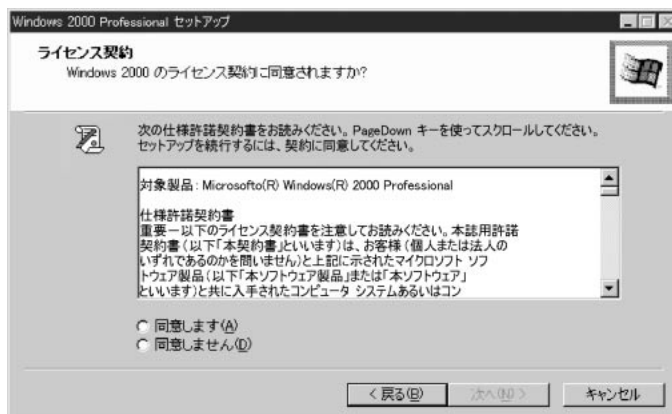 Windows 2000 Professional セットアップ
ライセンス契約
Windows 2000 のライセンス契約に同意されますか?
次の仕様許諾契約書をお読みください。PageDown キーを使ってスクロールしてください。
セットアップを続行するには、契約に同意してください。
対象製品: Microsofto(R) Windows(R) 2000 Professional
仕様許諾契約書
重要－以下のライセンス契約書を注意してお読みください。本誌用許諾
契約書(以下「本契約書」といいます)は、お客様(個人または法人の
いずれであるのかを問いません)と上記に示されたマイクロソフト ソフ
トウェア製品(以下「本ソフトウェア製品」または「本ソフトウェア」
といいます)と共に入手されたコンピュータ システムあるいはコン
同意します(A)
同意しません(D)
< 戻る(B)
次へ(N) >
キャンセル